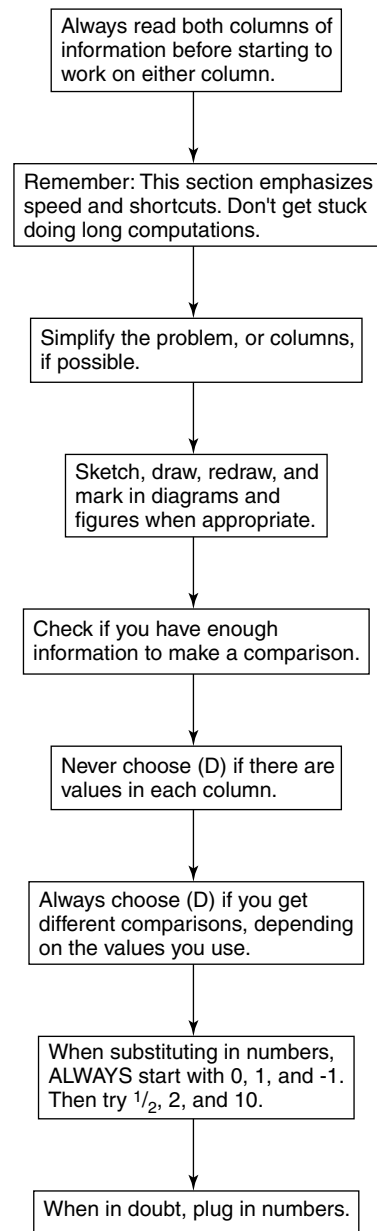 Always read both columns of
information before starting to
work on either column.
Remember: This section emphasizes
speed and shortcuts. Don't get stuck
doing long computations.
Simplify the problem, or columns,
if possible.
Sketch, draw, redraw, and
mark in diagrams and
figures when appropriate.
Check if you have enough
information to make a comparison.
Never choose (D) if there are
values in each column.
Always choose (D) if you get
different comparisons, depending
on the values you use.
When substituting in numbers,
ALWAYS start with 0, 1, and -1.
Then try 1/2, 2, and 10.
When in doubt, plug in numbers.